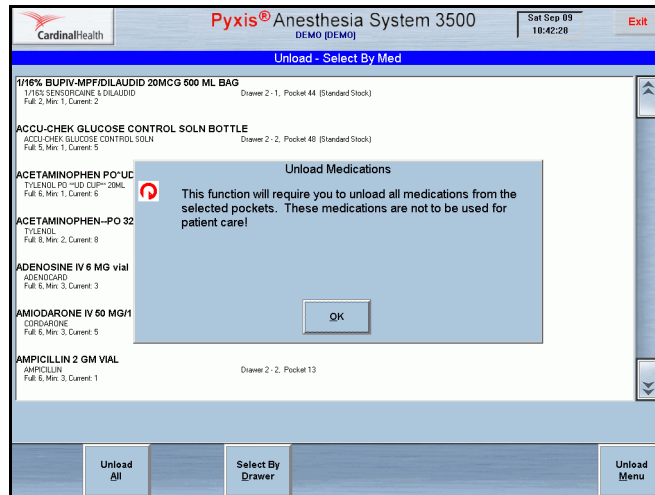 CardinalHealth
Pyxis® Anesthesia System 3500
DEMO (DEMO)
Sat Sep 09
10:42:28
Exit
Unload - Select By Med
1/16% BUPIV-MPF/DILAUDID 20MCG 500 ML BAG
1/16% SENSORCAINE & DILAUDID Drawer 2 - 1, Pocket 44 (Standard Stock)
Full: 2, Min: 1, Current: 2
ACCU-CHEK GLUCOSE CONTROL SOLN BOTTLE
ACCU-CHEK GLUCOSE CONTROL SOLN Drawer 2 - 1, Pocket 48 (Standard Stock)
Full: 5, Min: 1, Current: 5
ACETAMINOPHEN PO~UD
TYLENOL PO ~UD CUP~ 20ML
Full: 6, Min: 1, Current: 6
ACETAMINOPHEN--PO 32
TYLENOL
Full: 8, Min: 2, Current: 8
ADENOSINE IV 6 MG vial
ADENOCARD
Full: 6, Min: 3, Current: 3
AMIODARONE IV 50 MG/1
CORDARONE
Full: 6, Min: 3, Current: 5
AMPICILLIN 2 GM VIAL
AMPICILLIN Drawer 2 - 2, Pocket 13
Full: 6, Min: 3, Current: 1
Unload Medications
This function will require you to unload all medications from the
selected pockets. These medications are not to be used for
patient care!
OK
Unload
All
Select By
Drawer
Unload
Menu